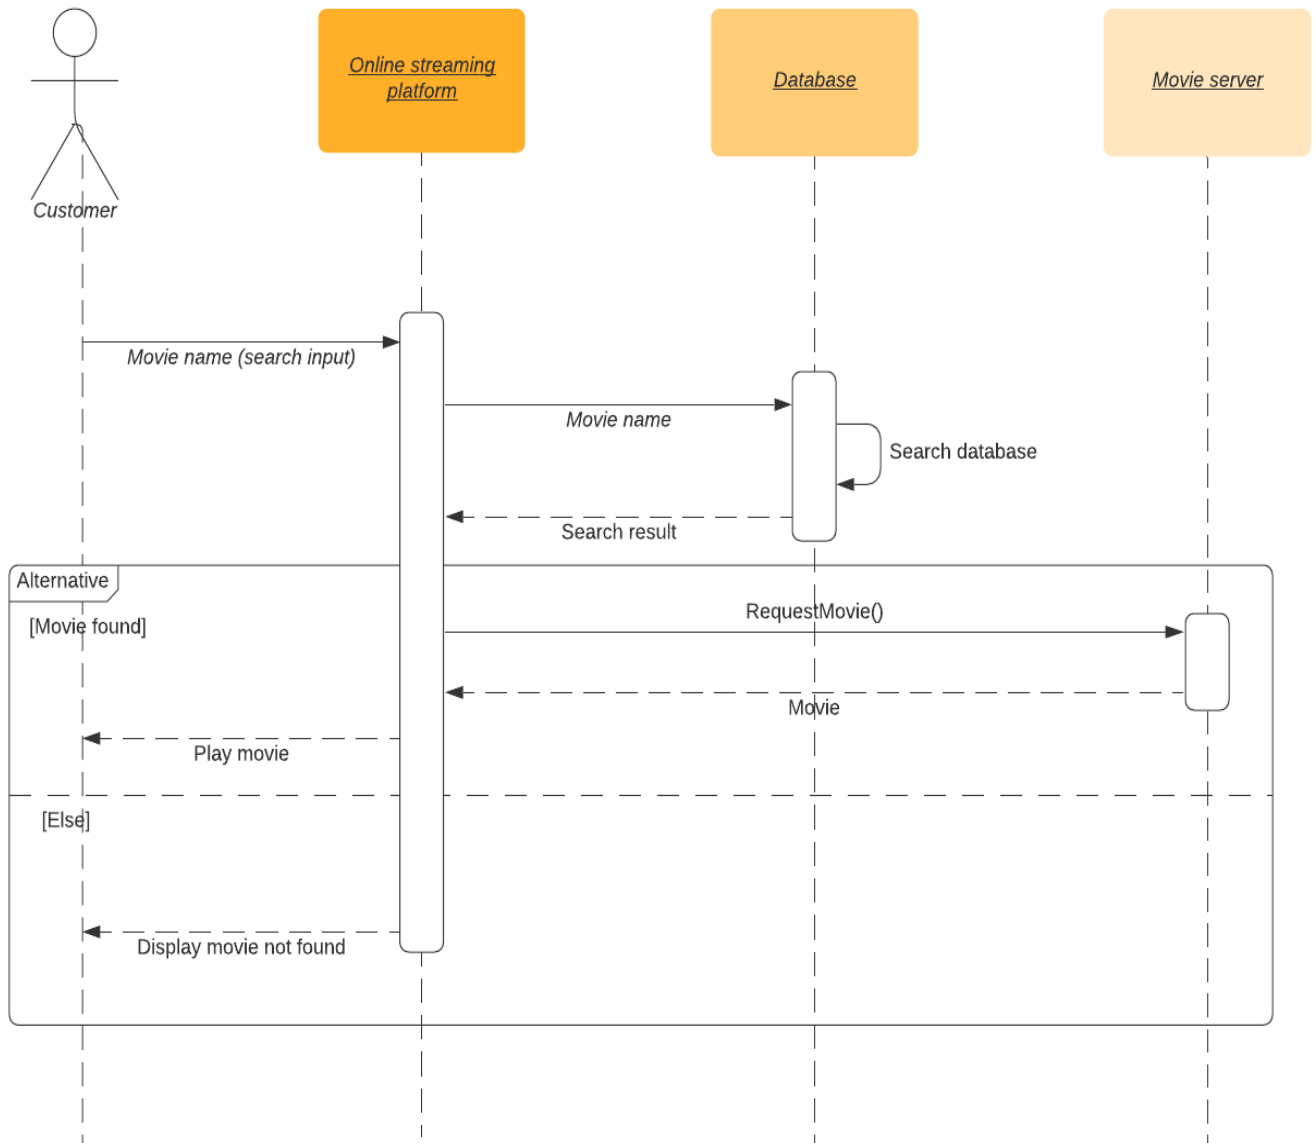 Online streaming
platform
Database
Movie server
Customer
Movie name (search input)
Movie name
Search database
Search result
Alternative
[Movie found]
RequestMovie()
Movie
Play movie
[Else]
Display movie not found